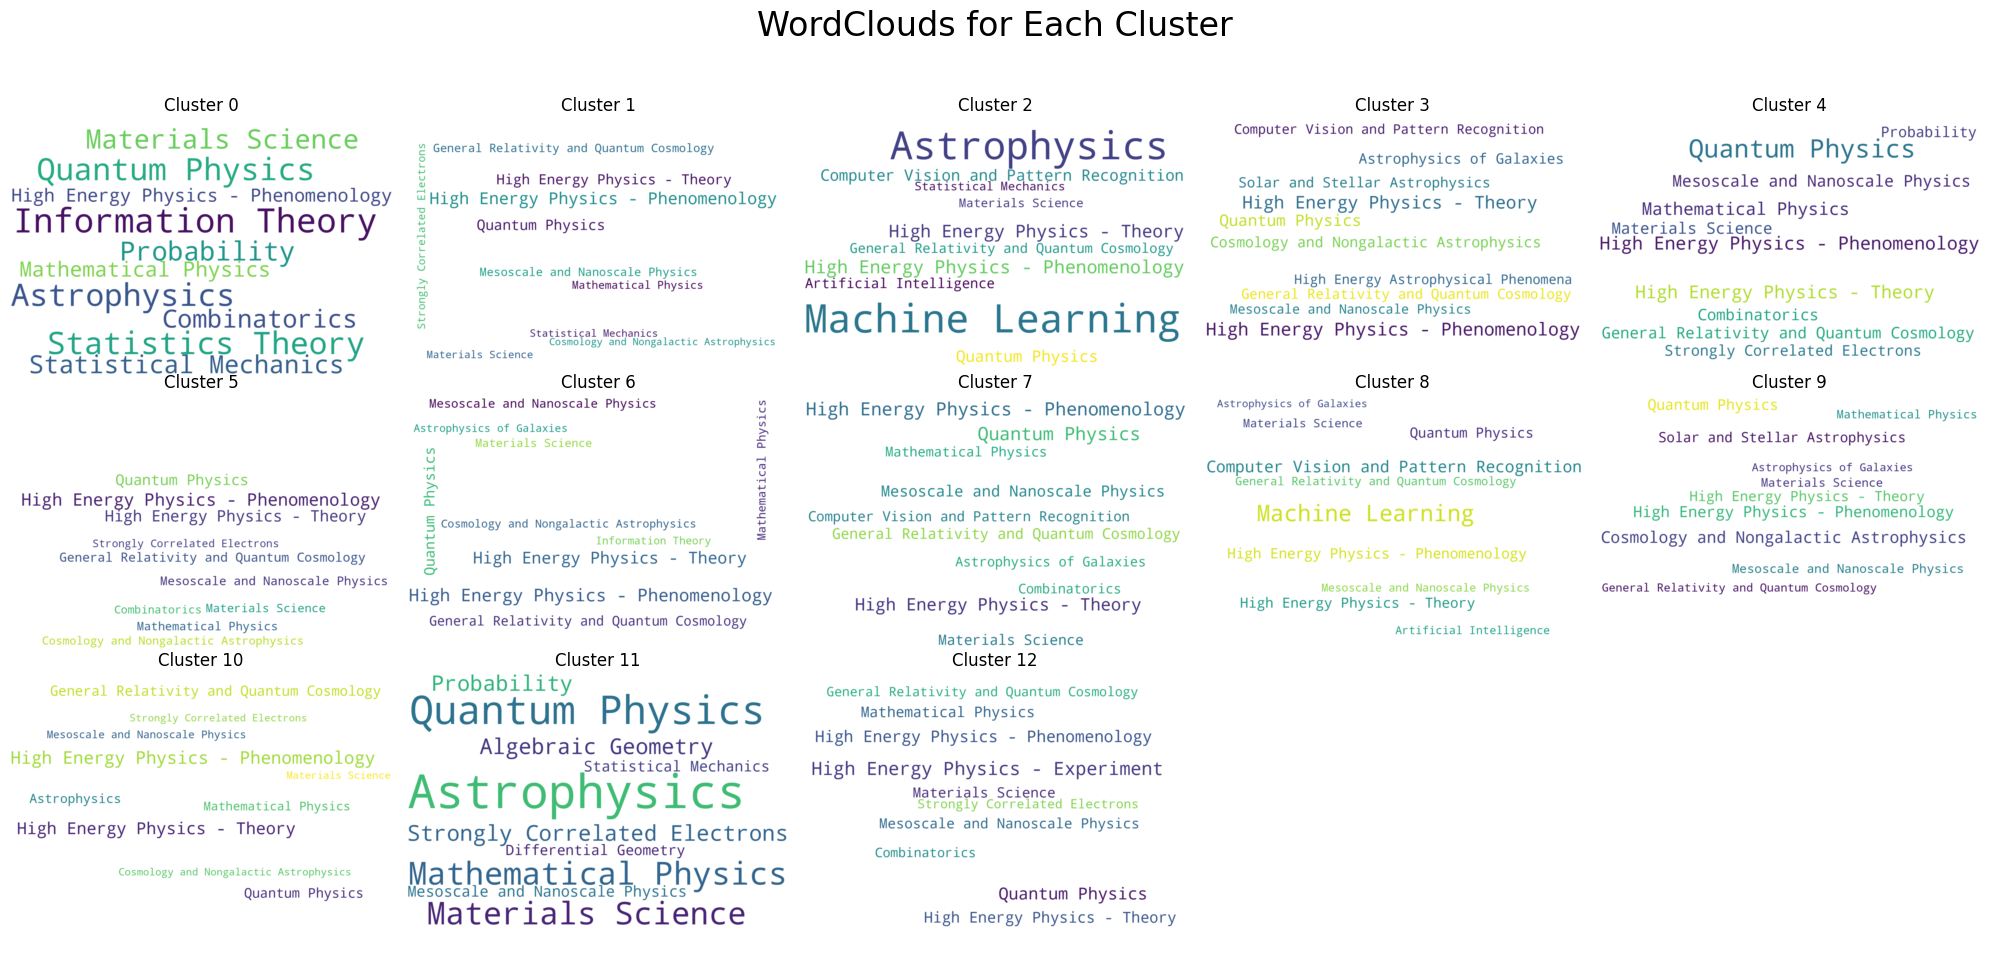 WordClouds for Each Cluster
Cluster 0
Materials Science
Quantum Physics
High Energy Physics - Phenomenology
Information Theory
Probability
Mathematical Physics
Astrophysics
Combinatorics
Statistics Theory
Statistical Mechanics
Cluster 1
Strongly Correlated Electrons
General Relativity and Quantum Cosmology
High Energy Physics - Theory
High Energy Physics - Phenomenology
Quantum Physics
Mesoscale and Nanoscale Physics
Mathematical Physics
Statistical Mechanics
Cosmology and Nongalactic Astrophysics
Materials Science
Cluster 2
Astrophysics
Computer Vision and Pattern Recognition
Statistical Mechanics
Materials Science
High Energy Physics - Theory
General Relativity and Quantum Cosmology
High Energy Physics - Phenomenology
Artificial Intelligence
Machine Learning
Quantum Physics
Cluster 3
Computer Vision and Pattern Recognition
Astrophysics of Galaxies
Solar and Stellar Astrophysics
High Energy Physics - Theory
Quantum Physics
Cosmology and Nongalactic Astrophysics
High Energy Astrophysical Phenomena
General Relativity and Quantum Cosmology
Mesoscale and Nanoscale Physics
High Energy Physics - Phenomenology
Cluster 4
Probability
Quantum Physics
Mesoscale and Nanoscale Physics
Mathematical Physics
Materials Science
High Energy Physics - Phenomenology
High Energy Physics - Theory
Combinatorics
General Relativity and Quantum Cosmology
Strongly Correlated Electrons
Cluster 5
Quantum Physics
High Energy Physics - Phenomenology
High Energy Physics - Theory
Strongly Correlated Electrons
General Relativity and Quantum Cosmology
Mesoscale and Nanoscale Physics
Combinatorics
Materials Science
Mathematical Physics
Cosmology and Nongalactic Astrophysics
Cluster 6
Mesoscale and Nanoscale Physics
Mathematical Physics
Astrophysics of Galaxies
Materials Science
Quantum Physics
Cosmology and Nongalactic Astrophysics
Information Theory
High Energy Physics - Theory
High Energy Physics - Phenomenology
General Relativity and Quantum Cosmology
Cluster 7
High Energy Physics - Phenomenology
Quantum Physics
Mathematical Physics
Mesoscale and Nanoscale Physics
Computer Vision and Pattern Recognition
General Relativity and Quantum Cosmology
Astrophysics of Galaxies
Combinatorics
High Energy Physics - Theory
Materials Science
Cluster 8
Astrophysics of Galaxies
Materials Science
Quantum Physics
Computer Vision and Pattern Recognition
General Relativity and Quantum Cosmology
Machine Learning
High Energy Physics - Phenomenology
Mesoscale and Nanoscale Physics
High Energy Physics - Theory
Artificial Intelligence
Cluster 9
Quantum Physics
Mathematical Physics
Solar and Stellar Astrophysics
Astrophysics of Galaxies
Materials Science
High Energy Physics - Theory
High Energy Physics - Phenomenology
Cosmology and Nongalactic Astrophysics
Mesoscale and Nanoscale Physics
General Relativity and Quantum Cosmology
Cluster 10
General Relativity and Quantum Cosmology
Strongly Correlated Electrons
Mesoscale and Nanoscale Physics
High Energy Physics - Phenomenology
Materials Science
Astrophysics
Mathematical Physics
High Energy Physics - Theory
Cosmology and Nongalactic Astrophysics
Quantum Physics
Cluster 11
Probability
Quantum Physics
Algebraic Geometry
Statistical Mechanics
Astrophysics
Strongly Correlated Electrons
Differential Geometry
Mathematical Physics
Mesoscale and Nanoscale Physics
Materials Science
Cluster 12
General Relativity and Quantum Cosmology
Mathematical Physics
High Energy Physics - Phenomenology
High Energy Physics - Experiment
Materials Science
Strongly Correlated Electrons
Mesoscale and Nanoscale Physics
Combinatorics
Quantum Physics
High Energy Physics - Theory